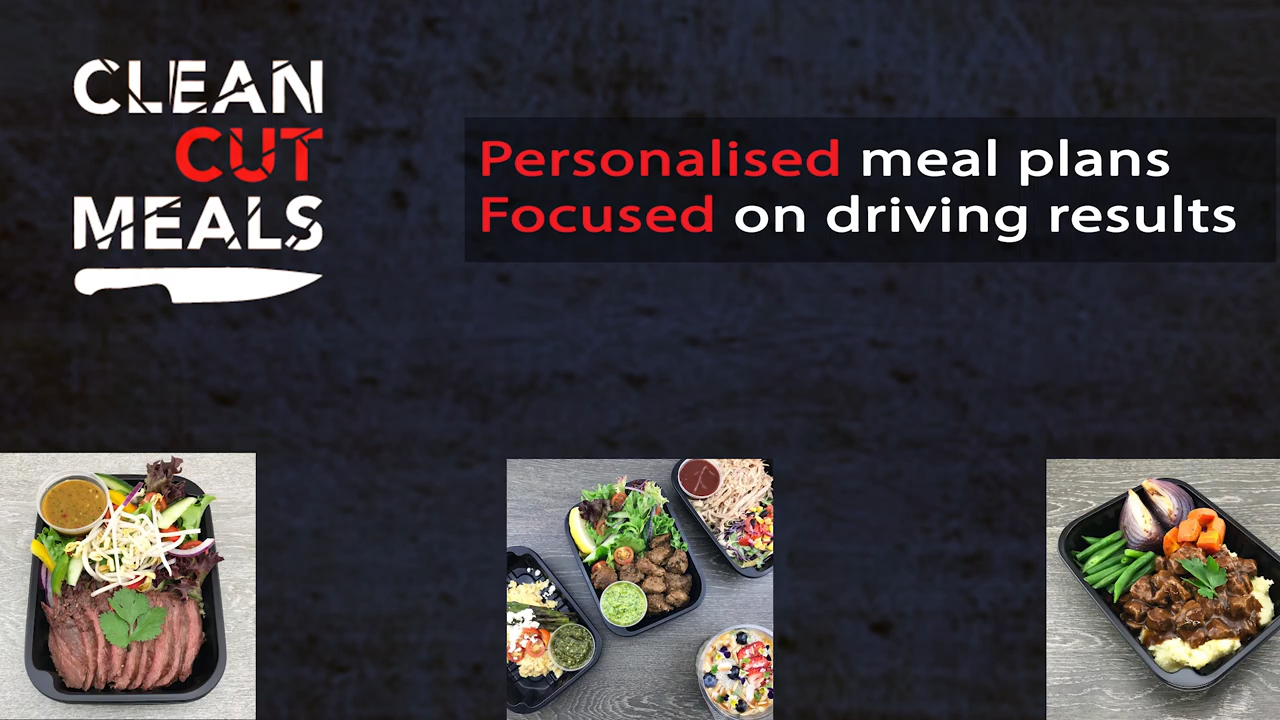 CLEAN
CUT
MEALS
Personalised meal plans
Focused on driving results